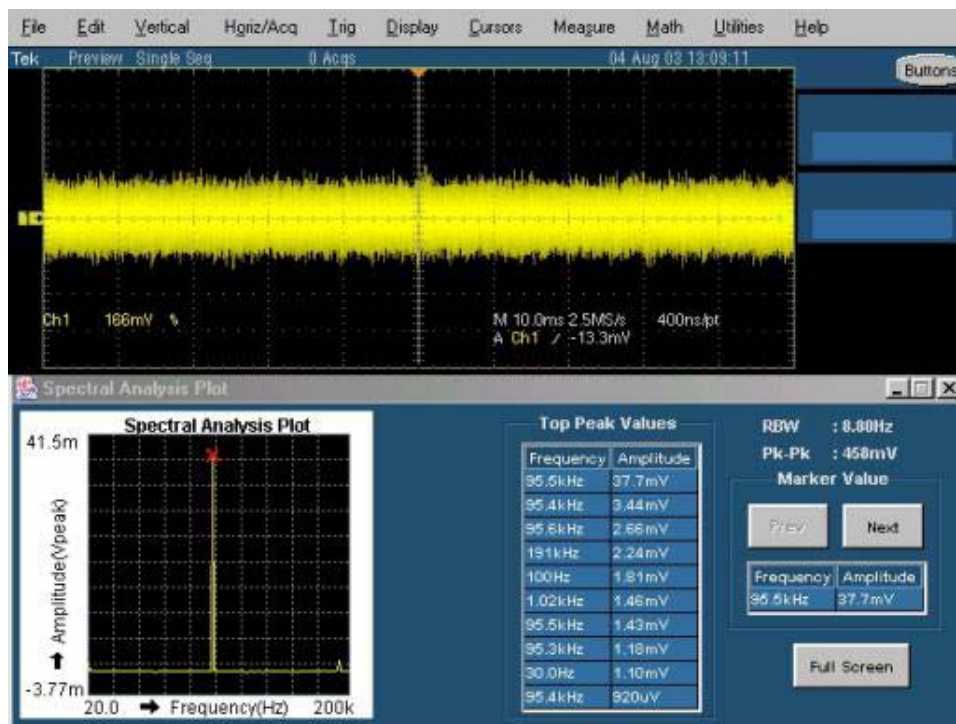 File Edit Vertical Horiz/Acq Trig Display Cursors Measure Math Utilities Help
Tek Preview Single Seq 0 Acqs 04 Aug 03 13:09:11
Buttons
Ch1 166mV
M 10.0ms 2.5MS/s 400ns/pt
A Ch1 / -13.3mV
Spectral Analysis Plot
Spectral Analysis Plot
41.5m
Amplitude(Vpeak)
-3.77m
20.0 Frequency(Hz) 200k
Top Peak Values
Frequency Amplitude
95.5kHz 37.7mV
95.4kHz 3.44mV
95.6kHz 2.66mV
191kHz 2.24mV
100Hz 1.81mV
1.02kHz 1.46mV
95.5kHz 1.43mV
95.3kHz 1.18mV
30.0Hz 1.10mV
95.4kHz 920uV
RBW : 8.80Hz
Pk-Pk : 458mV
Marker Value
Prev Next
Frequency Amplitude
95.5kHz 37.7mV
Full Screen